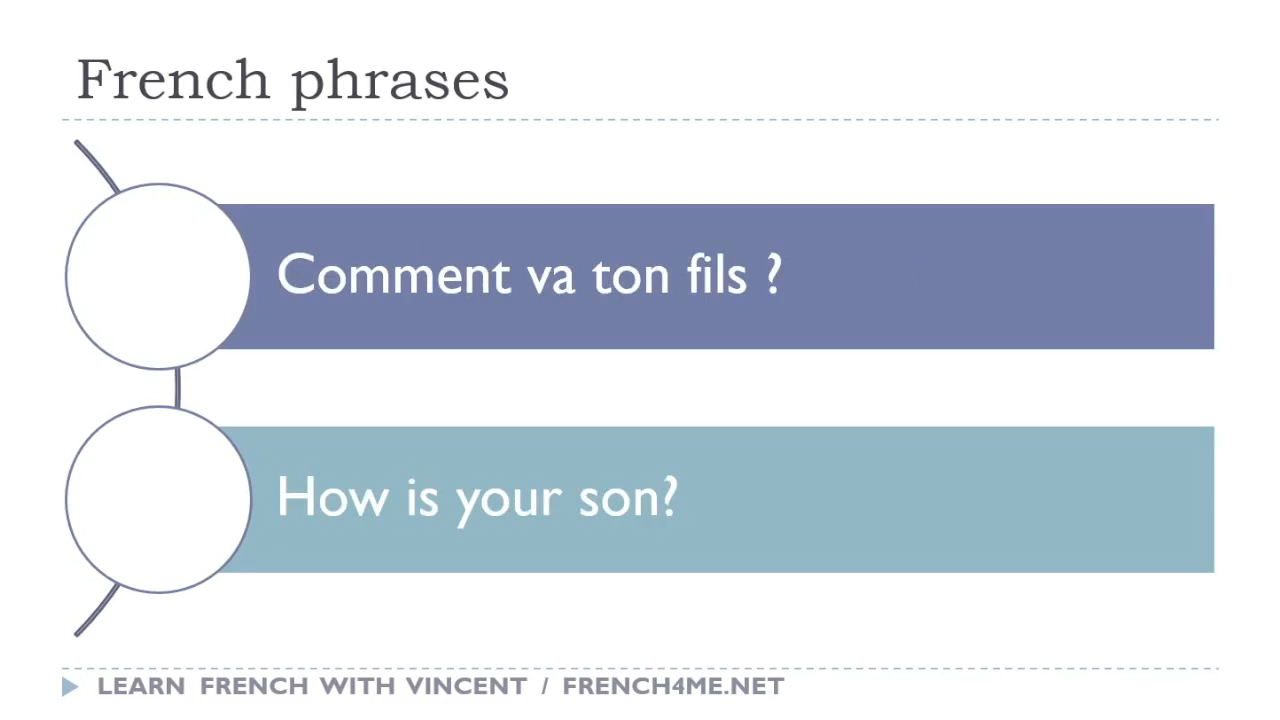 French phrases
Comment va ton fils ?
How is your son?
LEARN FRENCH WITH VINCENT / FRENCH4ME.NET